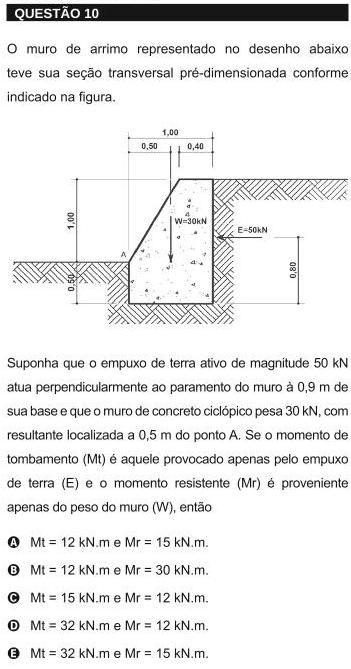 QUESTÃO 10
O muro de arrimo representado no desenho abaixo
teve sua seção transversal pré-dimensionada conforme
indicado na figura.
1,00
0,50 0,40
1,00
W=30kN
E=50kN
A
0,50
0,80
Suponha que o empuxo de terra ativo de magnitude 50 kN
atua perpendicularmente ao paramento do muro à 0,9 m de
sua base e que o muro de concreto ciclópico pesa 30 kN, com
resultante localizada a 0,5 m do ponto A. Se o momento de
tombamento (Mt) é aquele provocado apenas pelo empuxo
de terra (E) e o momento resistente (Mr) é proveniente
apenas do peso do muro (W), então
A Mt = 12 kN.m e Mr = 15 kN.m.
B Mt = 12 kN.m e Mr = 30 kN.m.
C Mt = 15 kN.m e Mr = 12 kN.m.
D Mt = 32 kN.m e Mr = 12 kN.m.
E Mt = 32 kN.m e Mr = 15 kN.m.